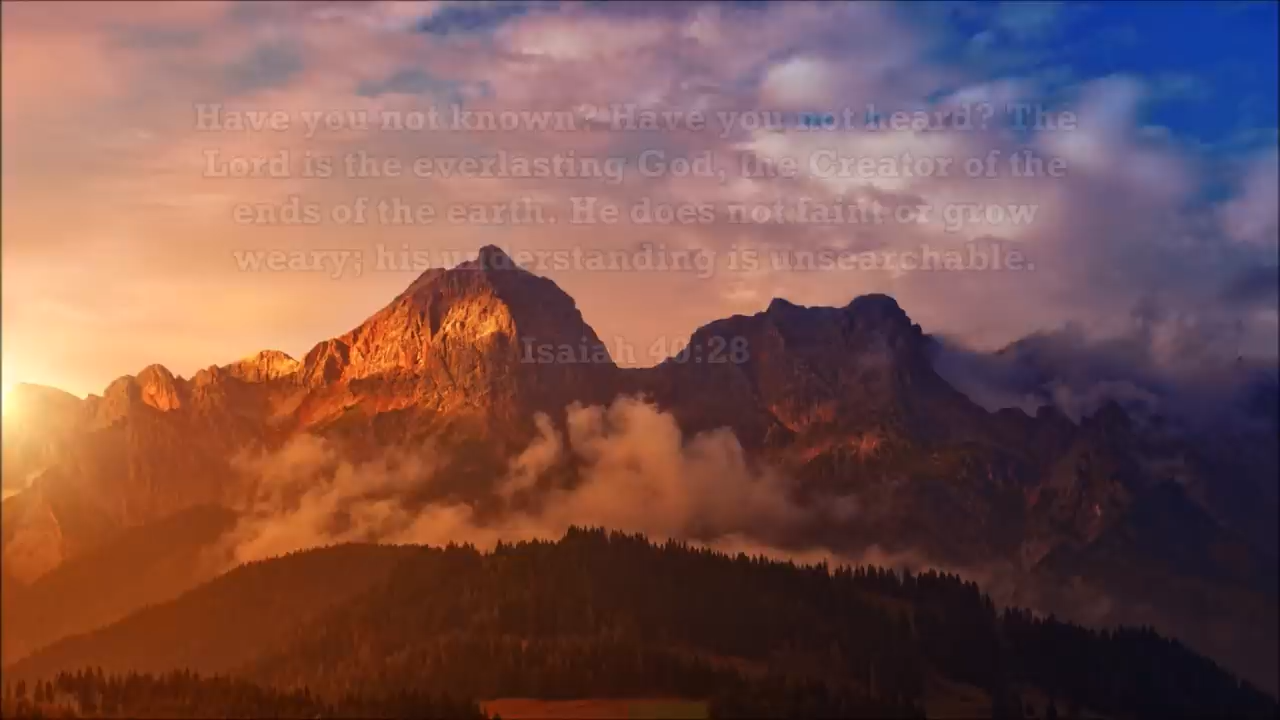 Have you not known? Have you not heard? The
Lord is the everlasting God, the Creator of the
ends of the earth. He does not faint or grow
weary; his understanding is unsearchable.
Isaiah 40:28